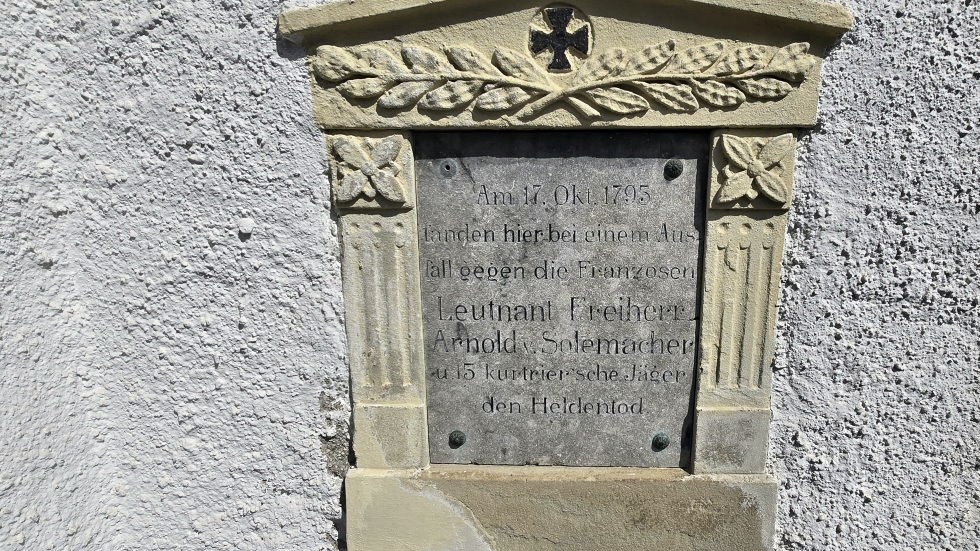 Am 17. Okt. 1795
fanden hier bei einem Aus-
fall gegen die Franzosen
Leutnant Freiherr
Arnold v. Solemacher
u. 15 kurtrier'sche Jäger
den Heldentod.